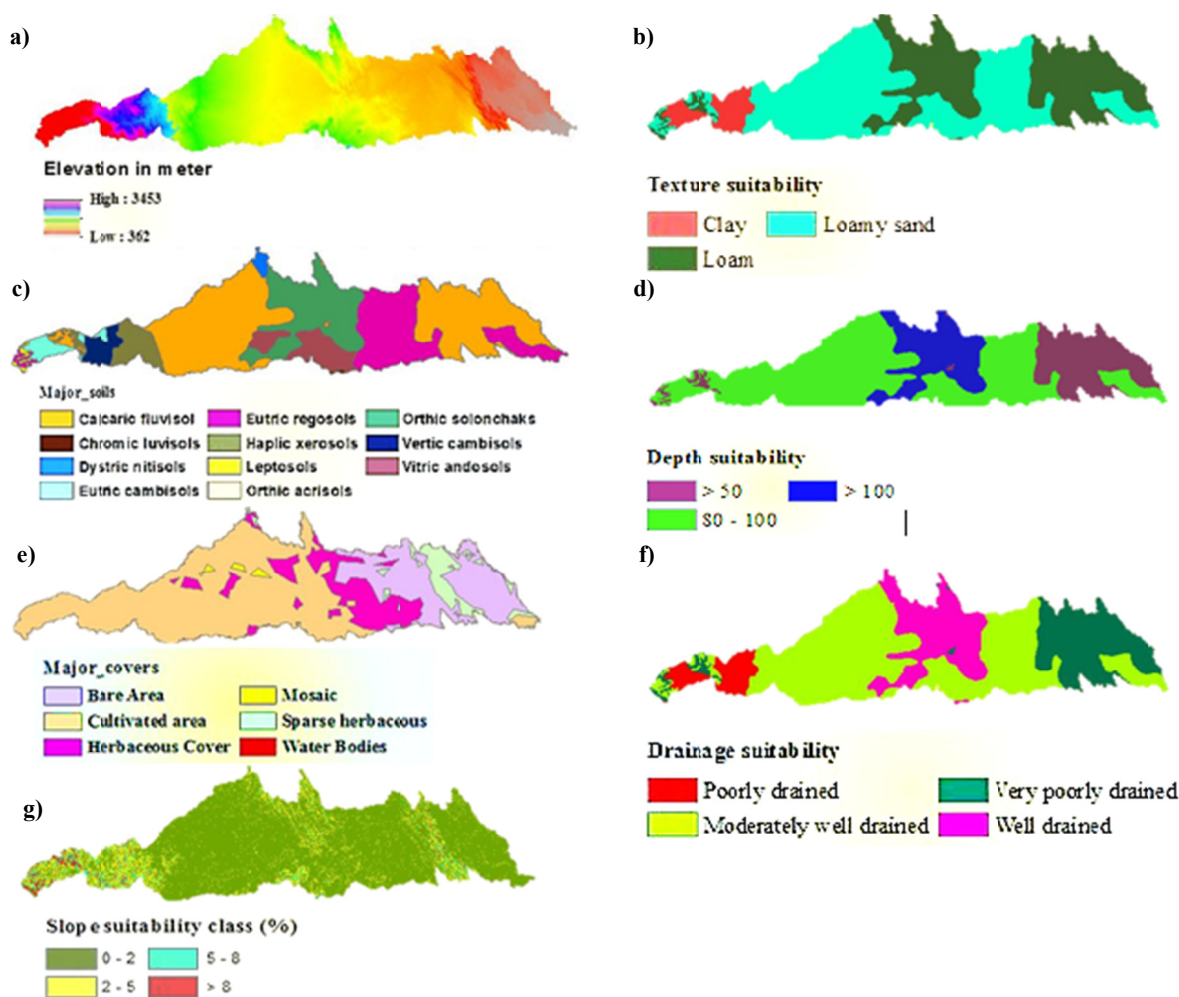 a)
Elevation in meter
High : 3453
Low : 362
b)
Texture suitability
Clay Loamy sand
Loam
c)
Major_soils
Calcaric fluvisol Eutric regosols Orthic solonchaks
Chromic luvisols Haplic xerosols Vertic cambisols
Dystric nitisols Leptosols Vitric andosols
Eutric cambisols Orthic acrisols
d)
Depth suitability
> 50 > 100
80 - 100
e)
Major_covers
Bare Area Mosaic
Cultivated area Sparse herbaceous
Herbaceous Cover Water Bodies
f)
Drainage suitability
Poorly drained Very poorly drained
Moderately well drained Well drained
g)
Slope suitability class (%)
0 - 2 5 - 8
2 - 5 > 8